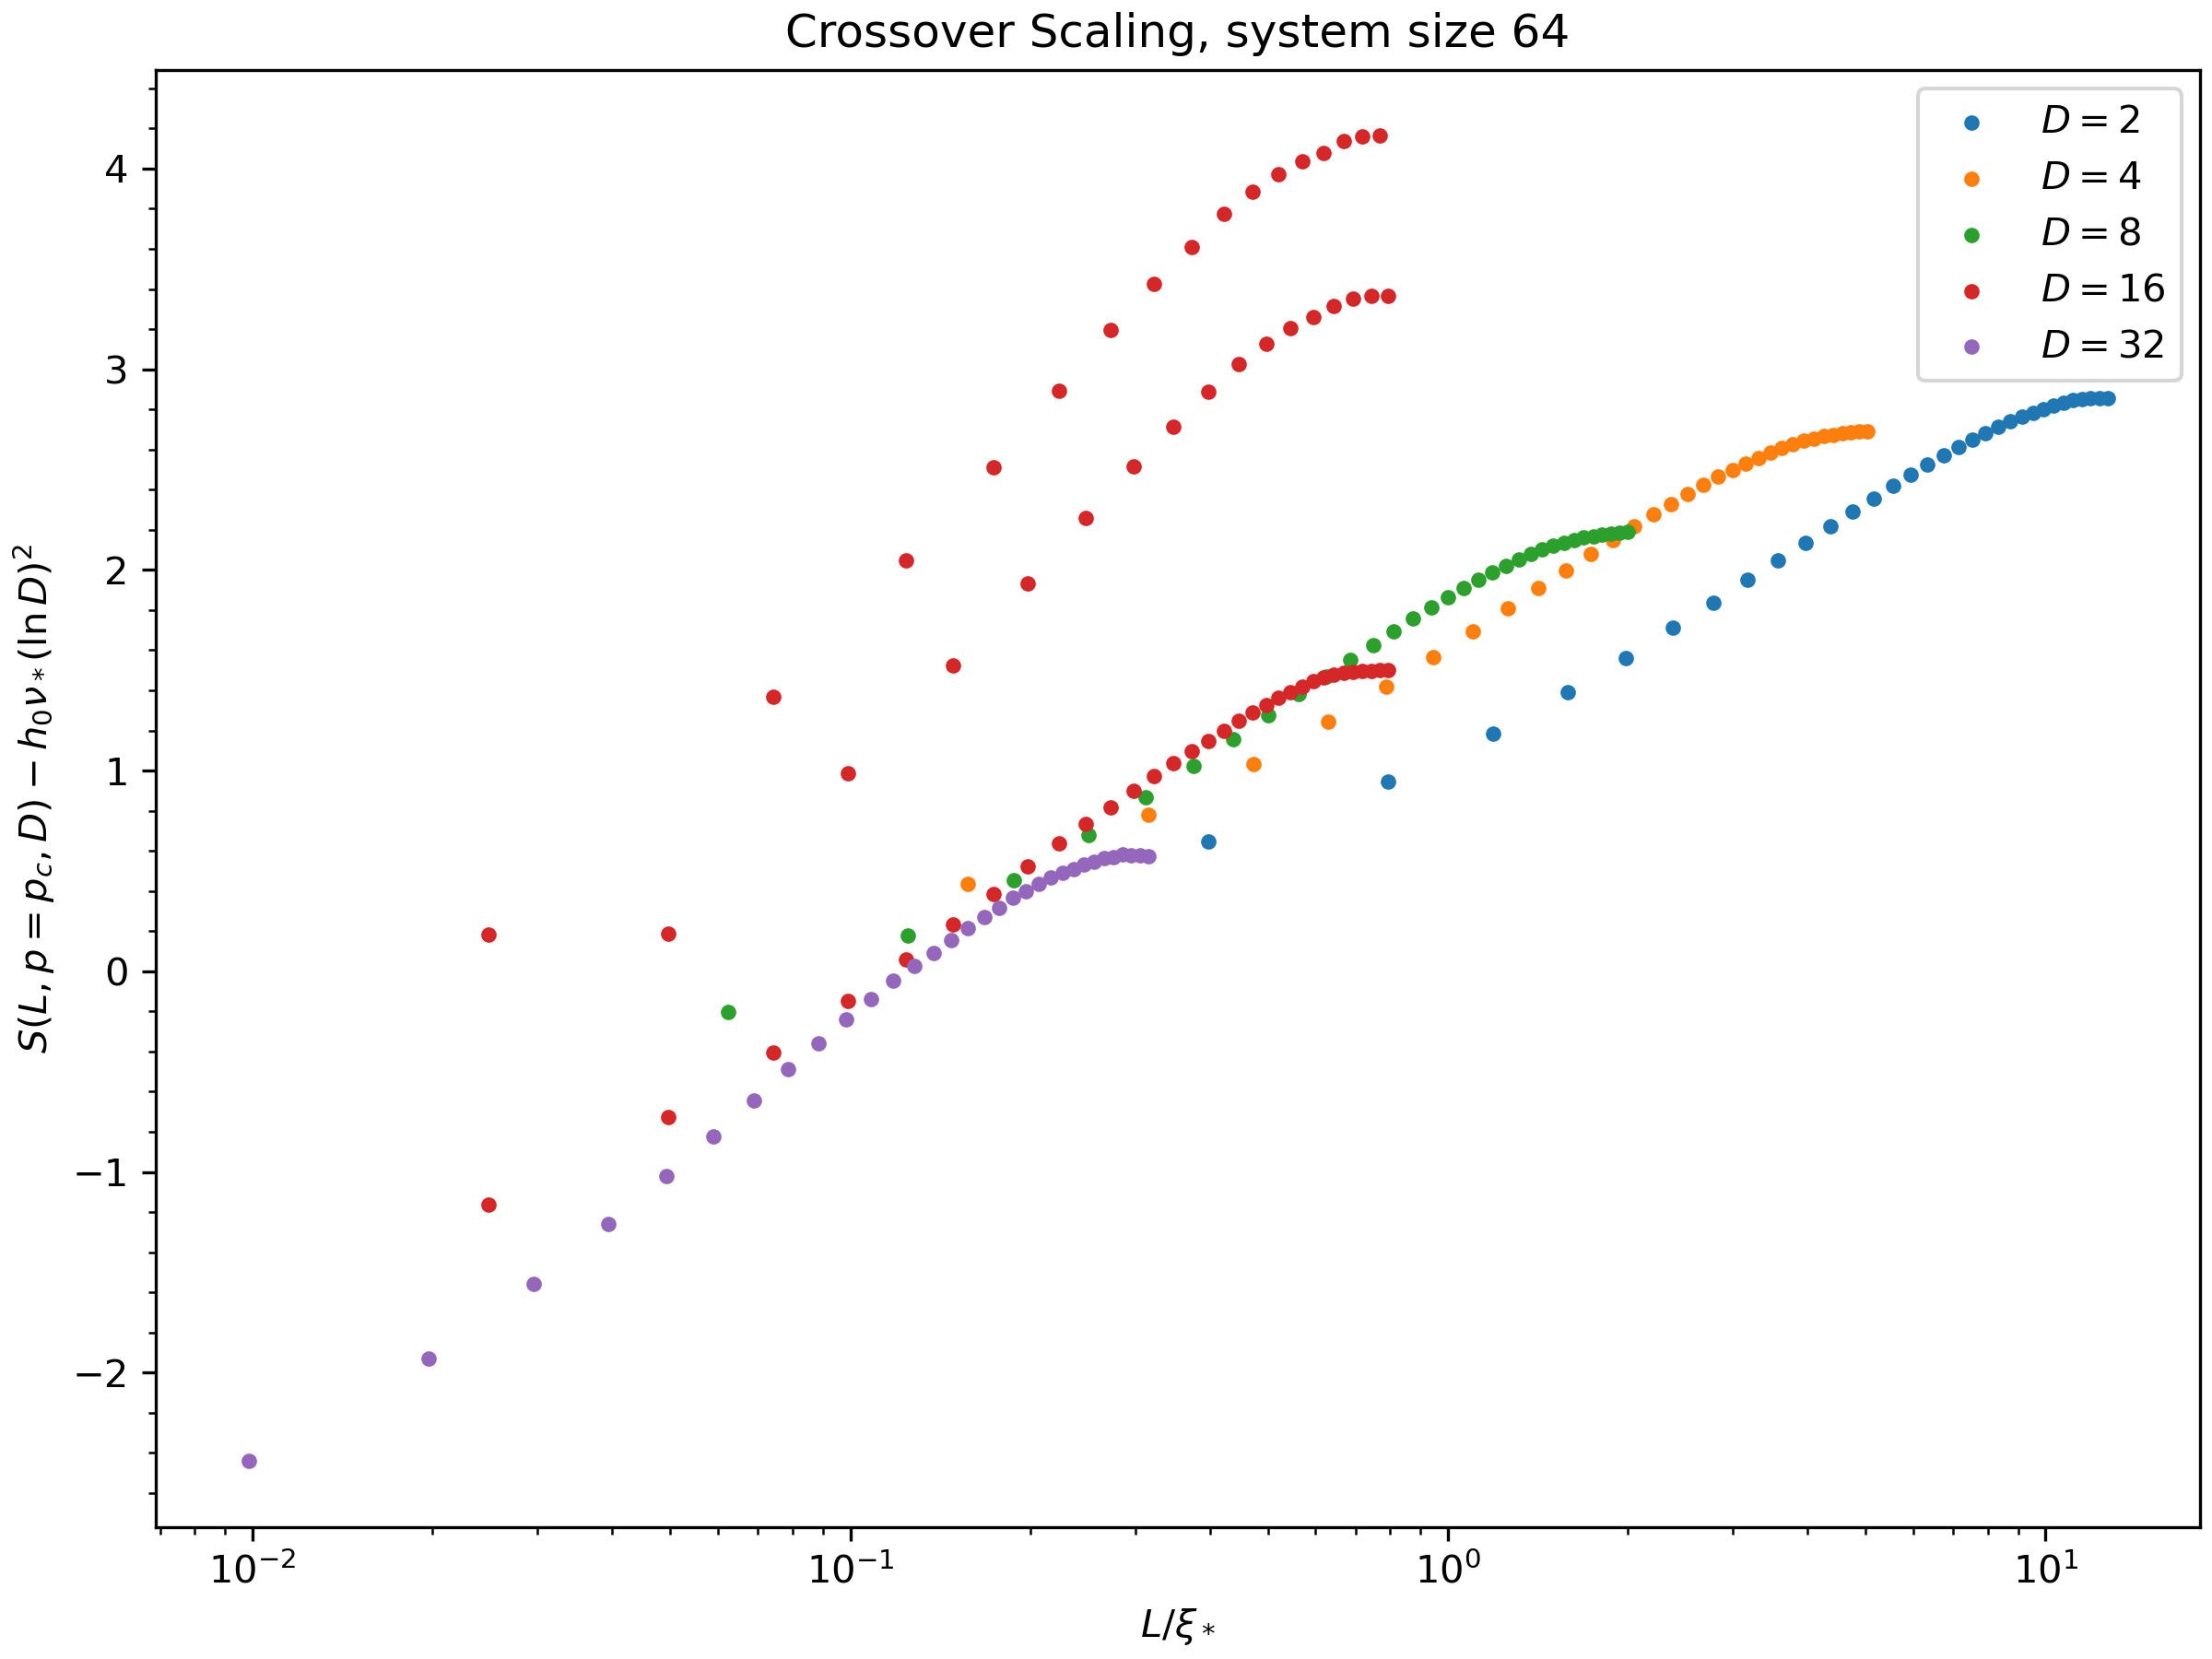 Crossover Scaling, system size 64
D = 2
D = 4
D = 8
D = 16
D = 32
4
3
2
1
0
−1
−2
S(L, p = p_c, D) − h_0ν_*(ln D)^2
10^−2
10^−1
10^0
10^1
L/ξ_*